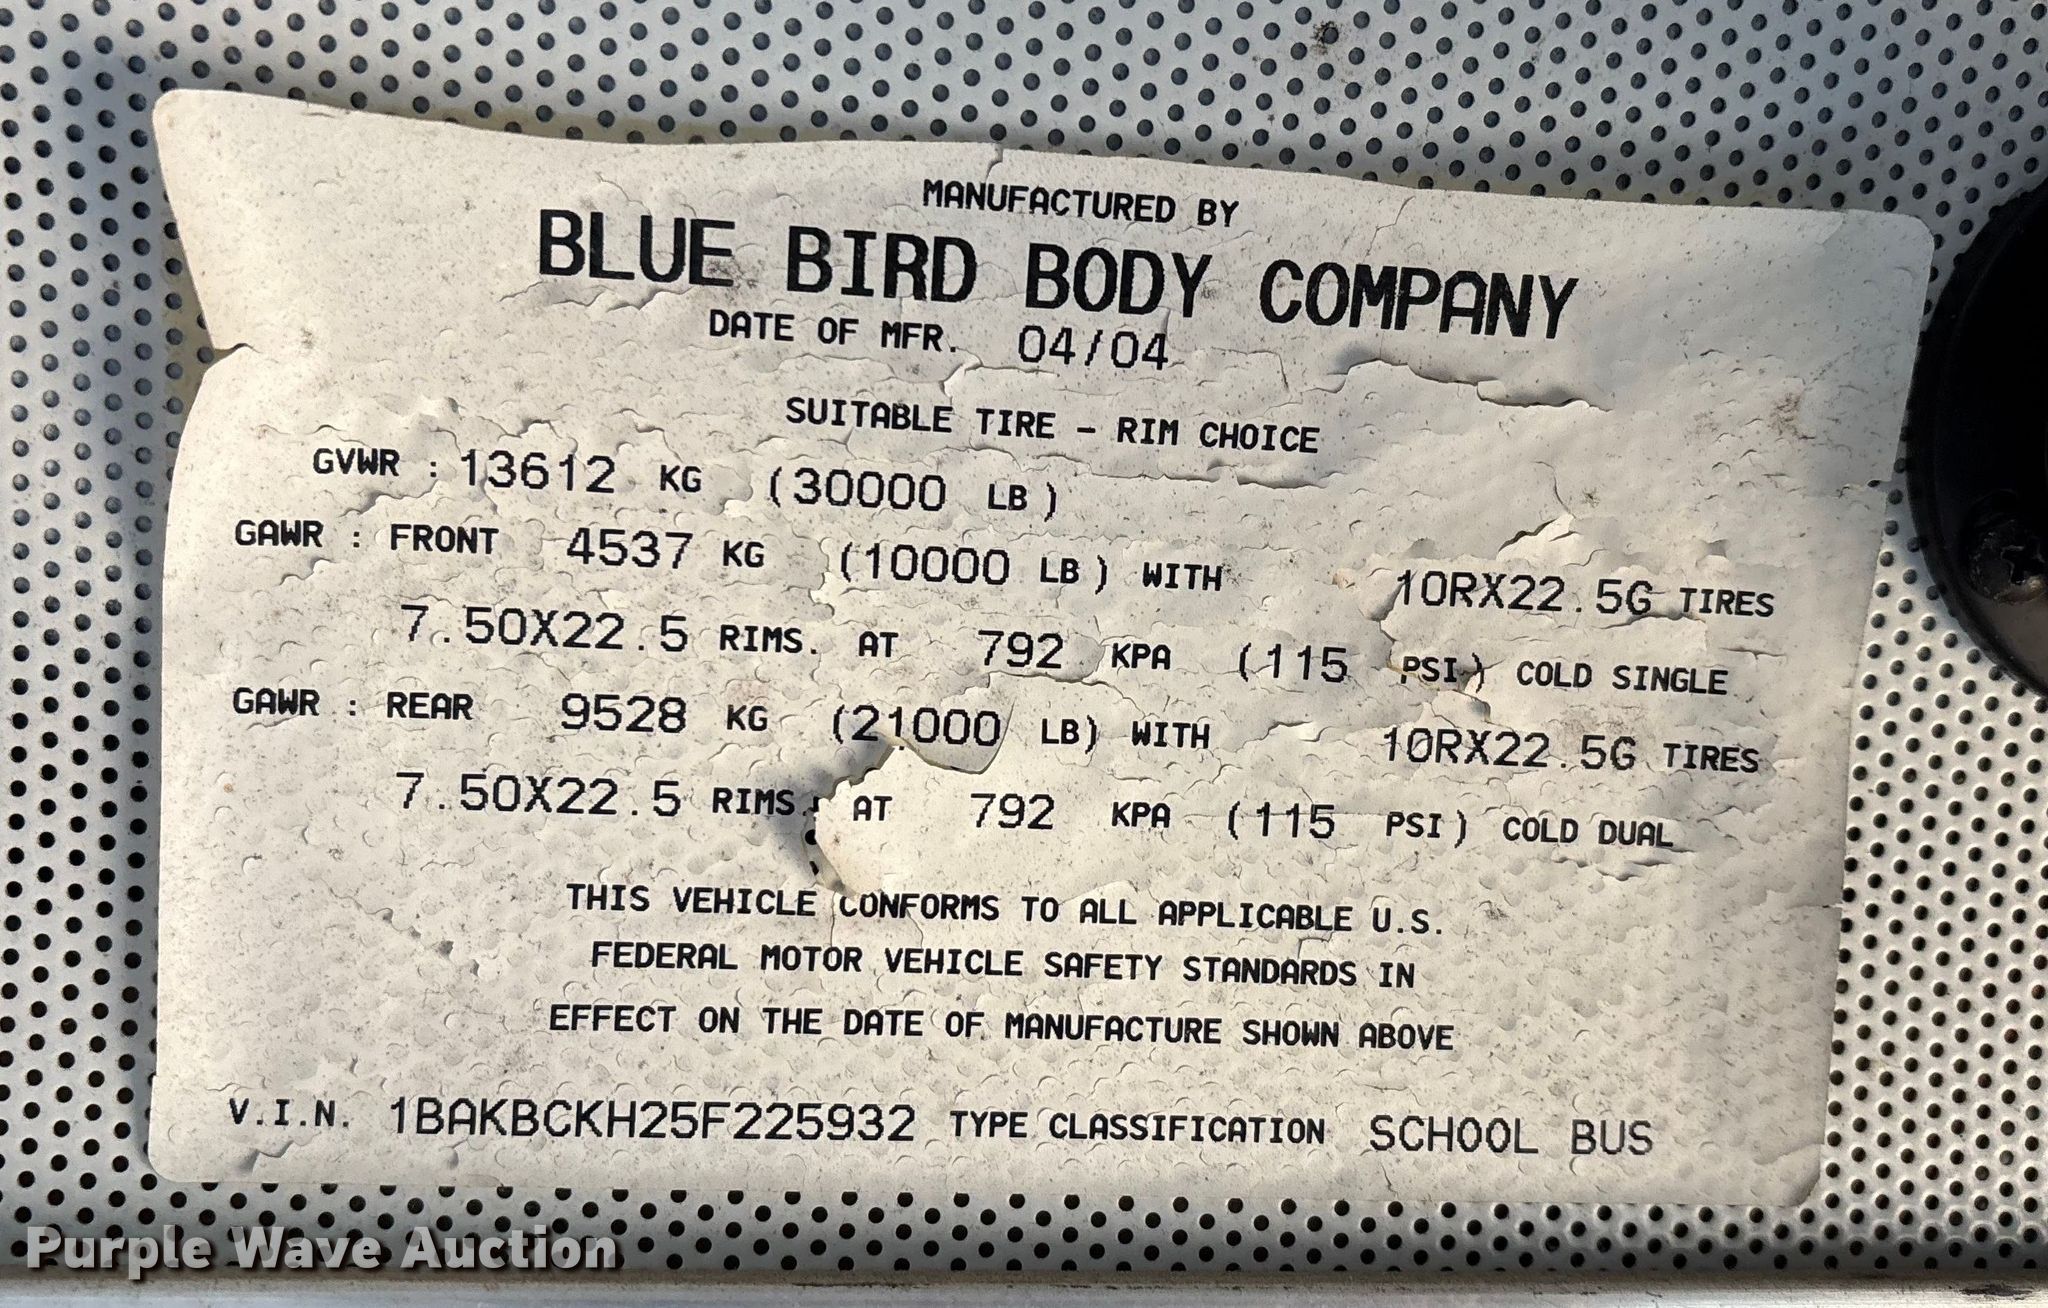 MANUFACTURED BY
BLUE BIRD BODY COMPANY
DATE OF MFR. 04/04
SUITABLE TIRE - RIM CHOICE
GVWR : 13612 KG (30000 LB)
GAWR : FRONT 4537 KG (10000 LB) WITH 10RX22.5G TIRES
7.50X22.5 RIMS. AT 792 KPA (115 PSI) COLD SINGLE
GAWR : REAR 9528 KG (21000 LB) WITH 10RX22.5G TIRES
7.50X22.5 RIMS. AT 792 KPA (115 PSI) COLD DUAL
THIS VEHICLE CONFORMS TO ALL APPLICABLE U.S.
FEDERAL MOTOR VEHICLE SAFETY STANDARDS IN
EFFECT ON THE DATE OF MANUFACTURE SHOWN ABOVE
V.I.N. 1BAKBCKH25F225932 TYPE CLASSIFICATION SCHOOL BUS
Purple Wave Auction